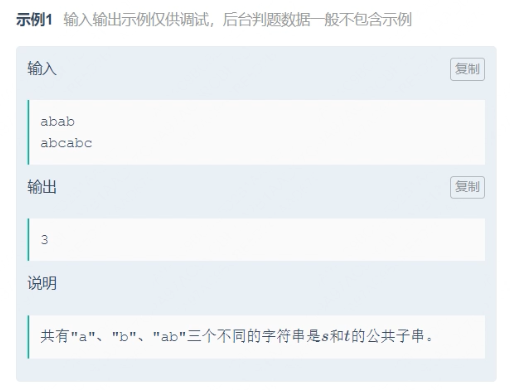 示例1 输入输出示例仅供调试，后台判题数据一般不包含示例
输入
复制
abab
abcabc
输出
复制
3
说明
共有"a"、"b"、"ab"三个不同的字符串是s和t的公共子串。